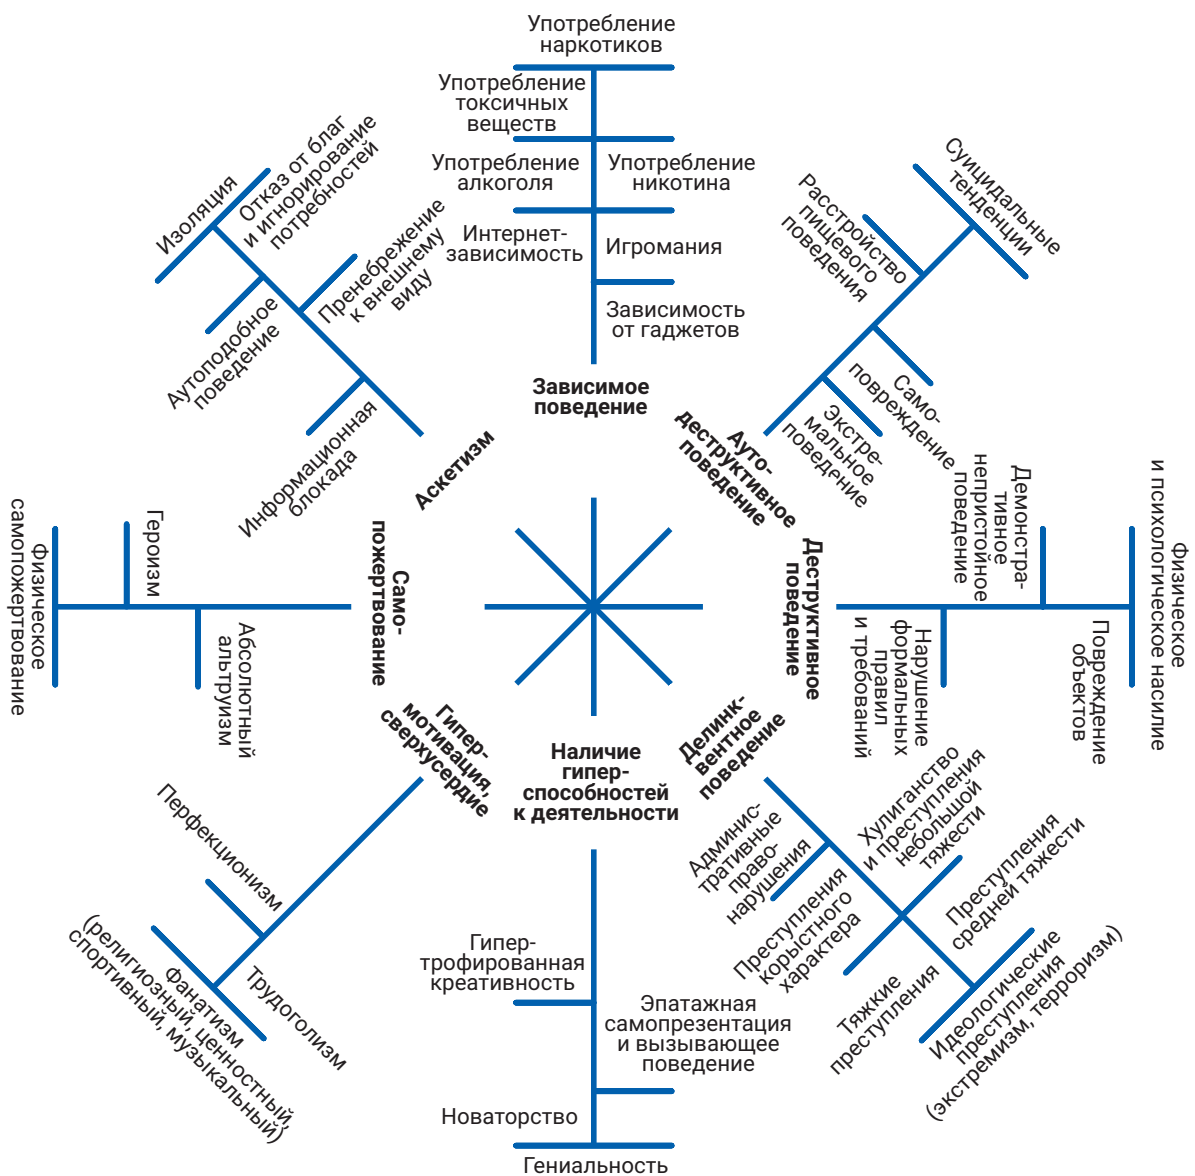 Употребление
наркотиков
Употребление
токсичных
веществ
Употребление
алкоголя
Употребление
никотина
Интернет-
зависимость
Игромания
Зависимость
от гаджетов
Зависимое
поведение
Суицидальные
тенденции
Расстройство
пищевого
поведения
Само-
повреждение
Экстре-
мальное
поведение
Ауто-
деструктивное
поведение
Физическое
и психологическое насилие
Демонстра-
тивное
непристойное
поведение
Повреждение
объектов
Нарушение
формальных
правил
и требований
Деструктивное
поведение
Делинк-
вентное
поведение
Админис-
тративные
право-
нарушения
Хулиганство
и преступления
небольшой
тяжести
Преступления
корыстного
характера
Преступления
средней тяжести
Тяжкие
преступления
Идеологические
преступления
(экстремизм, терроризм)
Наличие
гипер-
способностей
к деятельности
Гипер-
трофированная
креативность
Эпатажная
самопрезентация
и вызывающее
поведение
Новаторство
Гениальность
Гипер-
мотивация,
сверхусердие
Перфекционизм
Трудоголизм
Фанатизм
(религиозный, ценностный,
спортивный, музыкальный)
Само-
пожертвование
Героизм
Абсолютный
альтруизм
Физическое
самопожертвование
Аскетизм
Изоляция
Отказ от благ
и игнорирование
потребностей
Аутоподобное
поведение
Пренебрежение
к внешнему
виду
Информационная
блокада